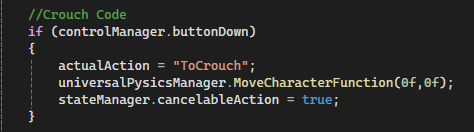 //Crouch Code
if (controlManager.buttonDown)
{
actualAction = "ToCrouch";
universalPysicsManager.MoveCharacterFunction(0f,0f);
stateManager.cancelableAction = true;
}